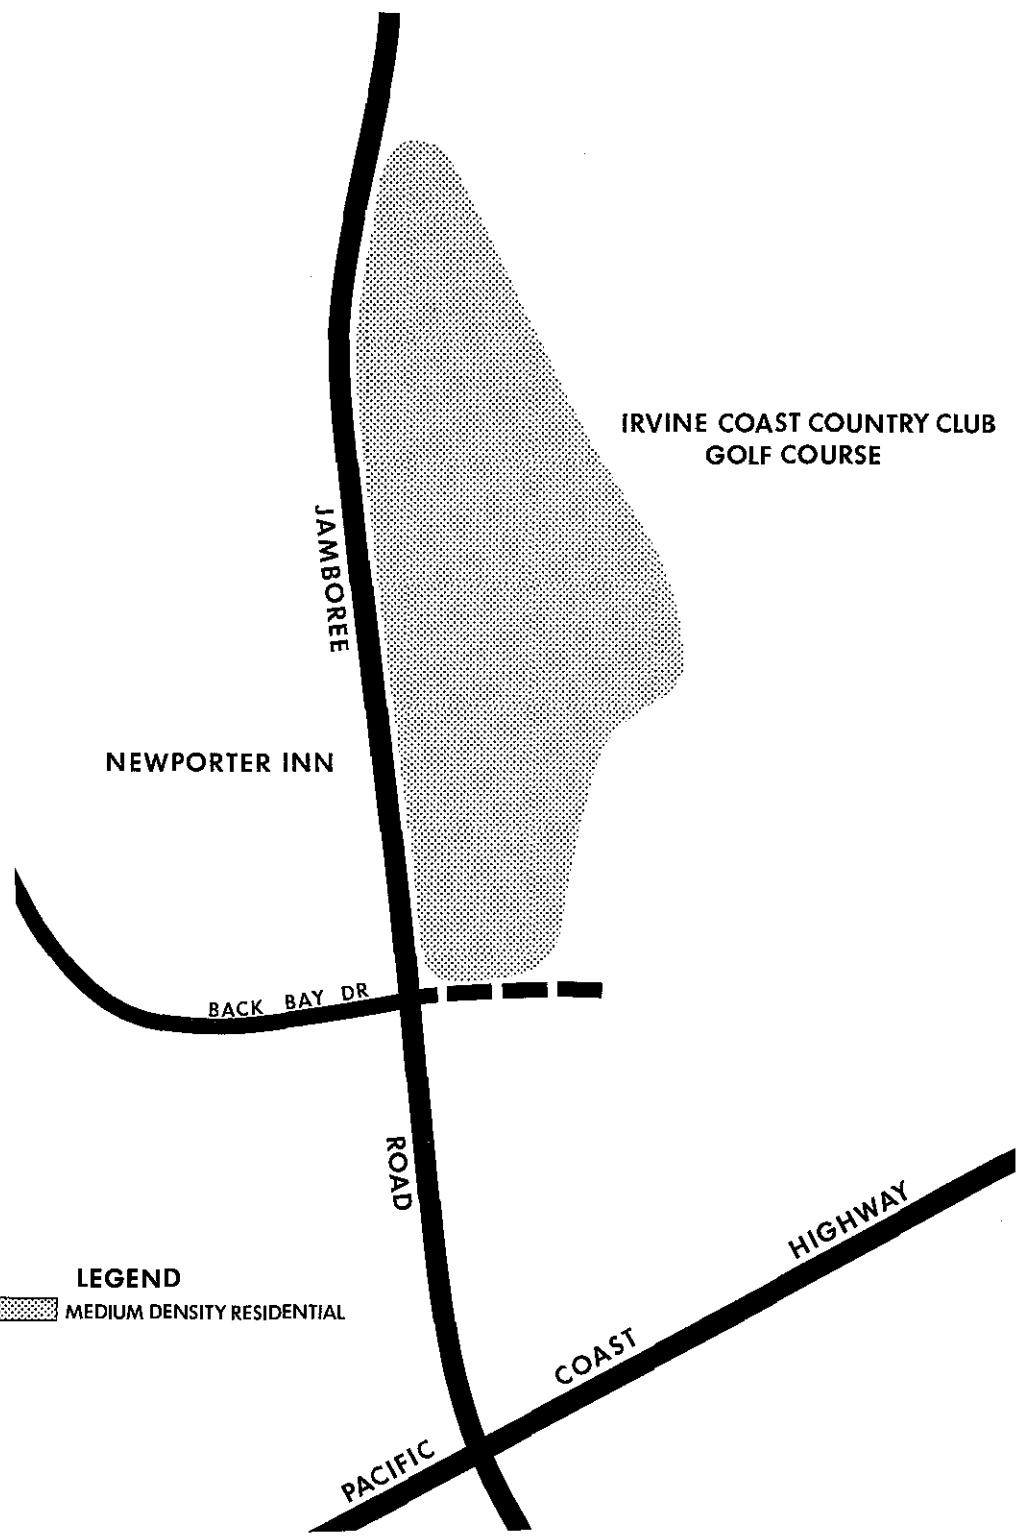 IRVINE COAST COUNTRY CLUB
GOLF COURSE
JAMBOREE
NEWPORTER INN
BACK BAY DR
ROAD
HIGHWAY
LEGEND
MEDIUM DENSITY RESIDENTIAL
COAST
PACIFIC